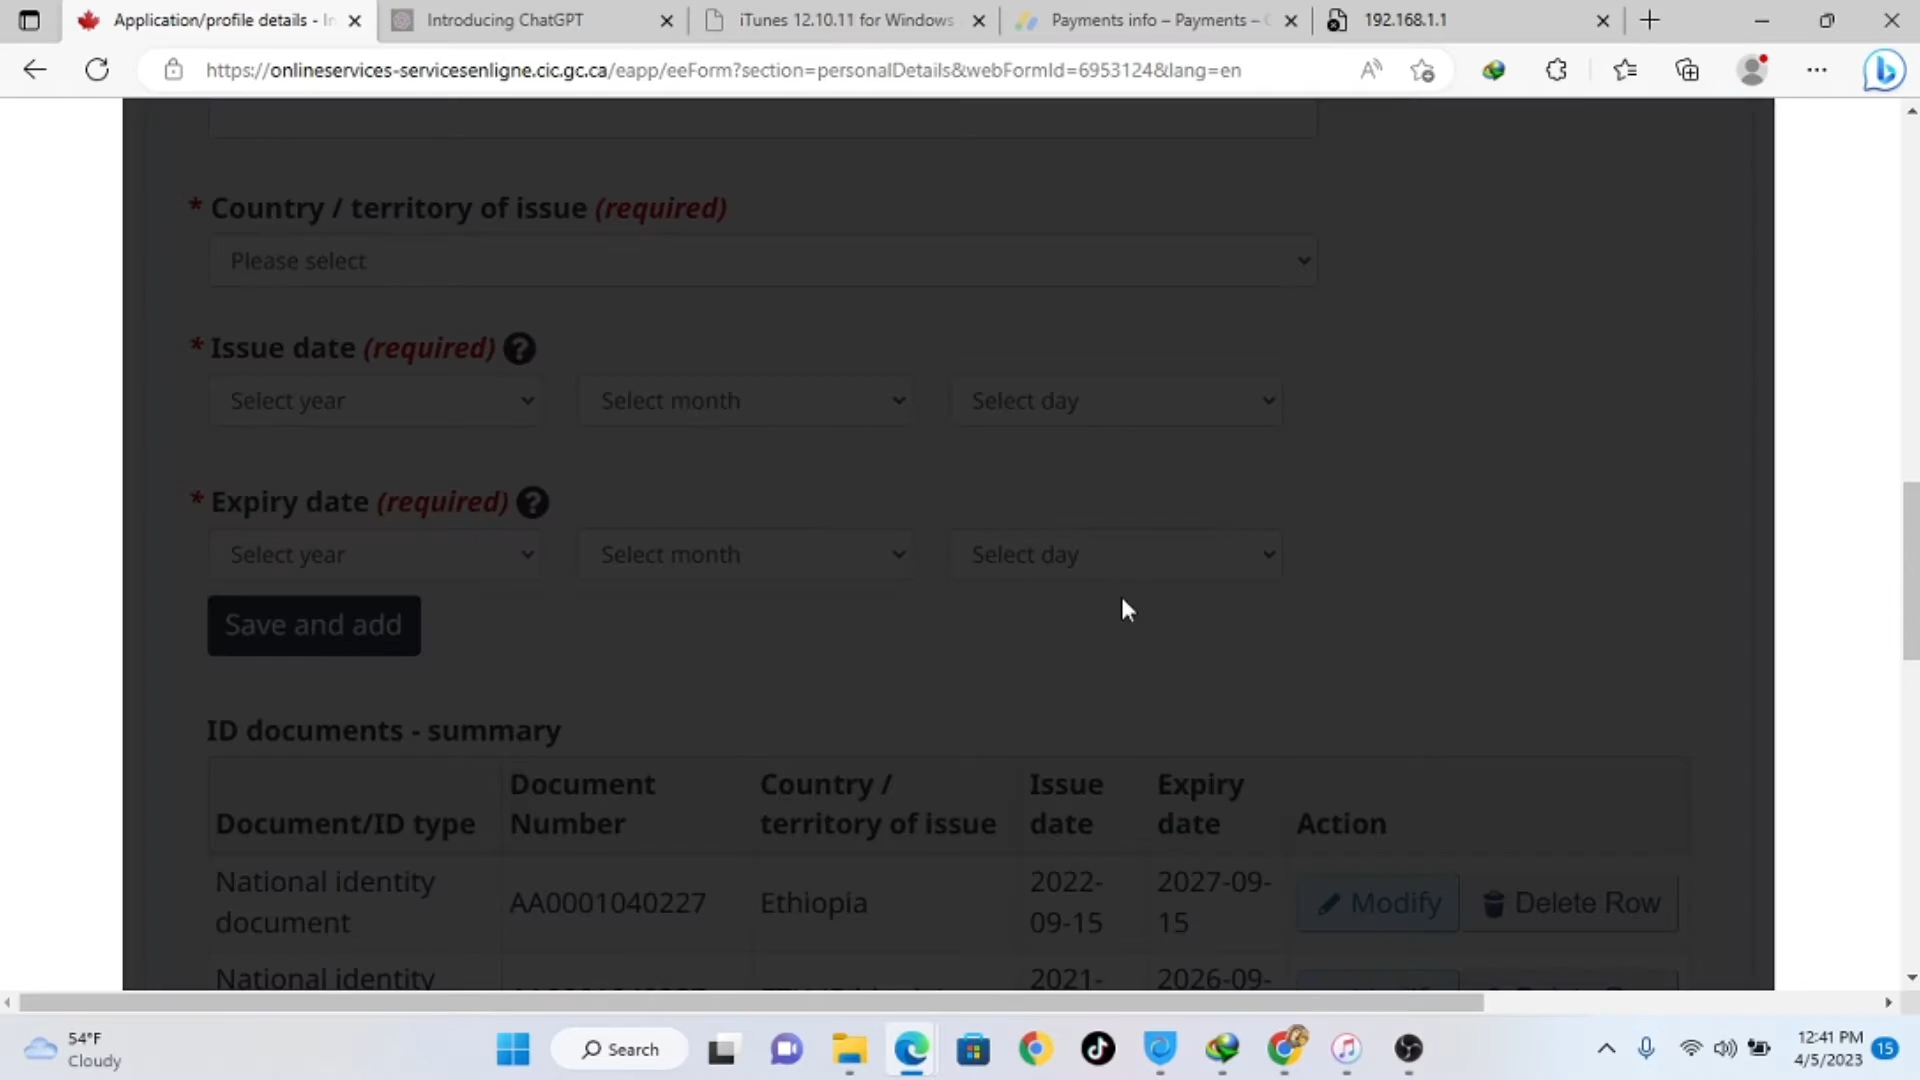 Application/profile details - In
Introducing ChatGPT
iTunes 12.10.11 for Windows
Payments info – Payments –
192.168.1.1
https://onlineservices-servicesenligne.cic.gc.ca/eapp/eeForm?section=personalDetails&webFormId=6953124&lang=en
* Country / territory of issue (required)
Please select
* Issue date (required) ?
Select year Select month Select day
* Expiry date (required) ?
Select year Select month Select day
Save and add
ID documents - summary
Document/ID type Document Number Country / territory of issue Issue date Expiry date Action
National identity document AA0001040227 Ethiopia 2022-09-15 2027-09-15 Modify Delete Row
National identity 2021- 2026-09-
54°F
Cloudy
Search
12:41 PM
4/5/2023
15